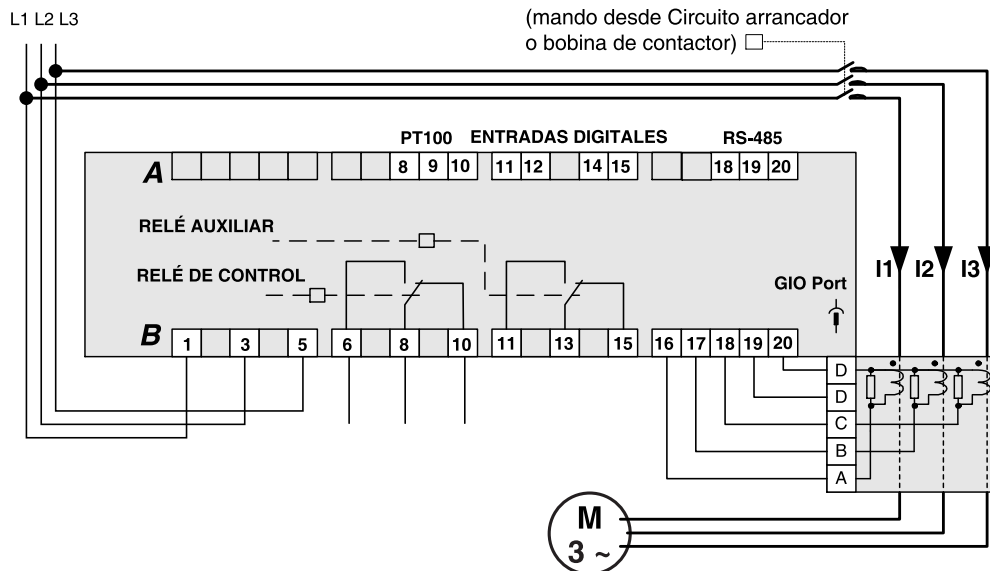 L1 L2 L3
(mando desde Circuito arrancador
o bobina de contactor)
PT100 ENTRADAS DIGITALES RS-485
A 8 9 10 11 12 14 15 18 19 20
RELÉ AUXILIAR
RELÉ DE CONTROL
I1 I2 I3
GIO Port
B 1 3 5 6 8 10 11 13 15 16 17 18 19 20
D
D
C
B
A
M
3 ~